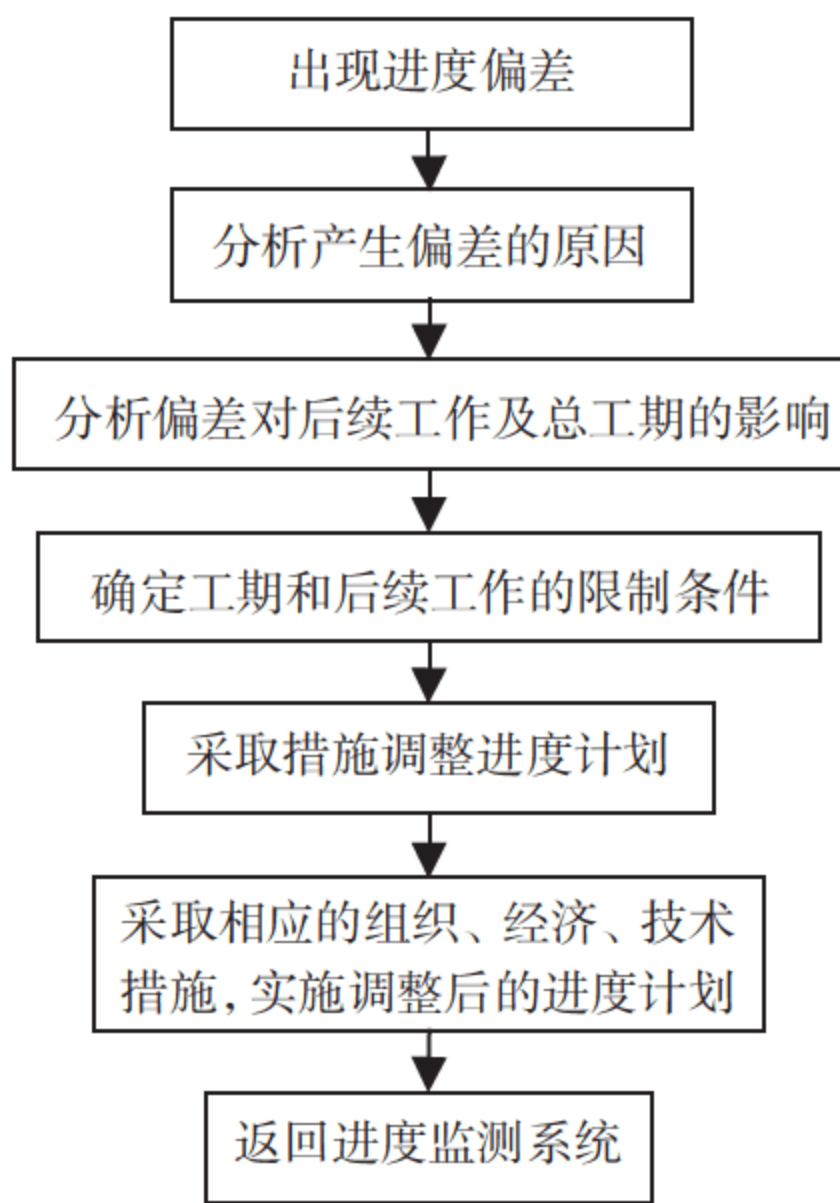 出现进度偏差
分析产生偏差的原因
分析偏差对后续工作及总工期的影响
确定工期和后续工作的限制条件
采取措施调整进度计划
采取相应的组织、经济、技术
措施,实施调整后的进度计划
返回进度监测系统